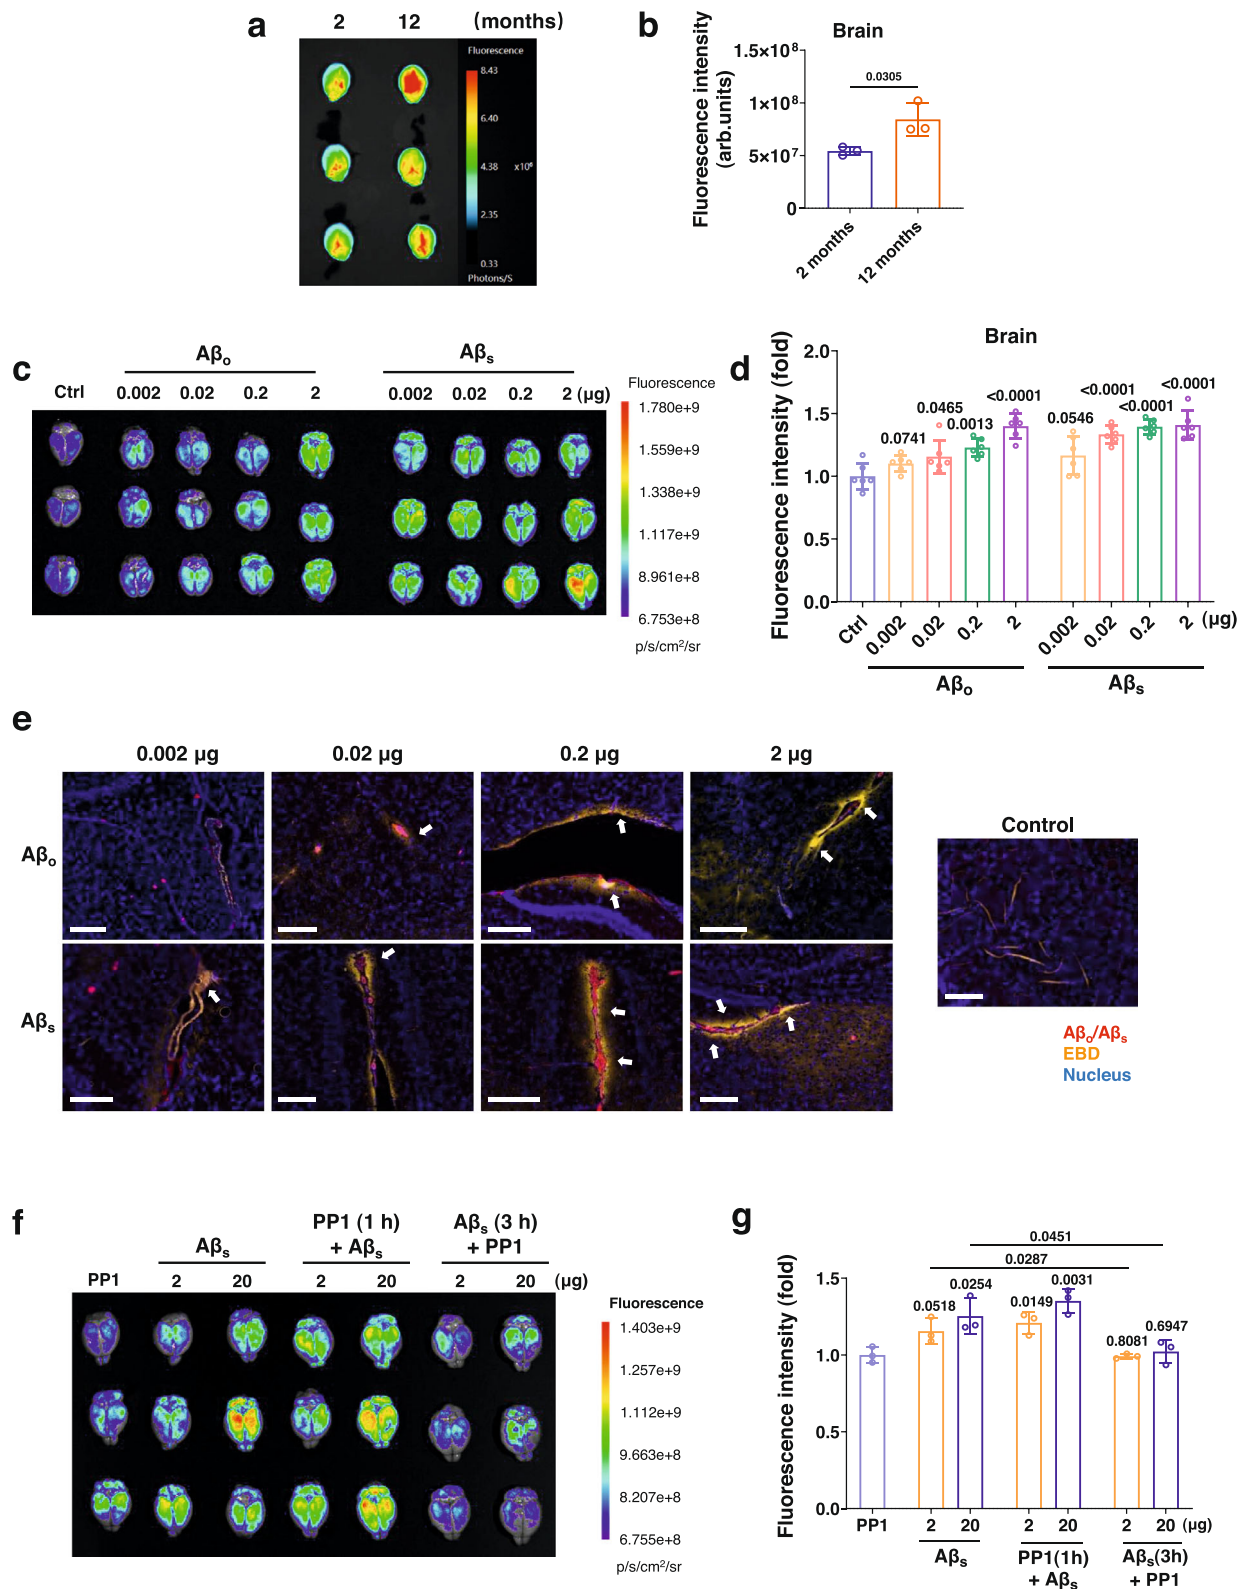 a
2 12 (months)
Fluorescence
8.43
6.40
4.38 x10⁶
2.35
0.33
Photons/S
b
Brain
Fluorescence intensity
(arb.units)
1.5×10⁸
1×10⁸
5×10⁷
0
0.0305
2 months
12 months
c
Aβₒ Aβₛ
Ctrl 0.002 0.02 0.2 2 0.002 0.02 0.2 2 (μg)
Fluorescence
1.780e+9
1.559e+9
1.338e+9
1.117e+9
8.961e+8
6.753e+8
p/s/cm²/sr
d
Brain
Fluorescence intensity (fold)
2.0
1.5
1.0
0.5
0.0
0.0741
0.0465
0.0013
<0.0001
0.0546
<0.0001
<0.0001
<0.0001
Ctrl 0.002 0.02 0.2 2 0.002 0.02 0.2 2 (μg)
Aβₒ Aβₛ
e
0.002 μg 0.02 μg 0.2 μg 2 μg
Aβₒ
Aβₛ
Control
Aβₒ/Aβₛ
EBD
Nucleus
f
PP1 (1 h) Aβₛ (3 h)
Aβₛ + Aβₛ + PP1
PP1 2 20 2 20 2 20 (μg)
Fluorescence
1.403e+9
1.257e+9
1.112e+9
9.663e+8
8.207e+8
6.755e+8
p/s/cm²/sr
g
Fluorescence intensity (fold)
1.5
1.0
0.5
0.0
0.0451
0.0287
0.0518
0.0254
0.0149
0.0031
0.8081
0.6947
PP1 2 20 2 20 2 20 (μg)
Aβₛ PP1(1h) Aβₛ(3h)
+ Aβₛ + PP1